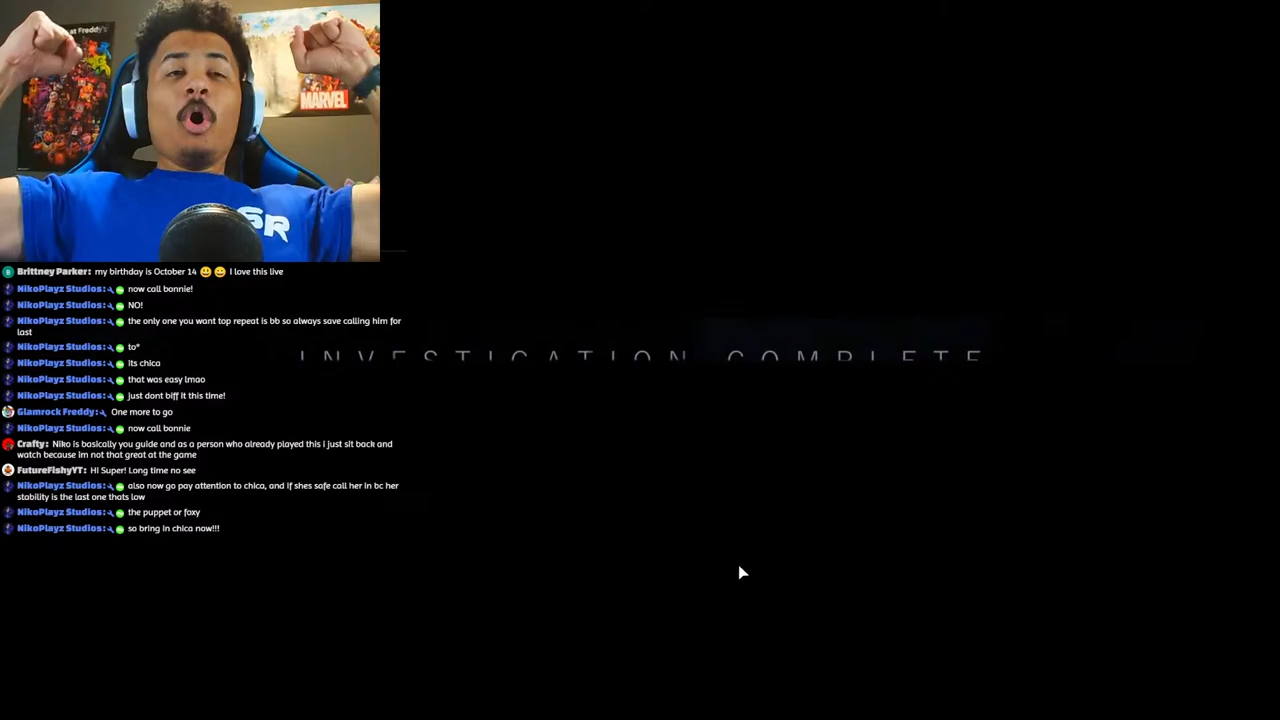 at Freddy's
MARVEL
SR
Brittney Parker: my birthday is October 14 😃 😀 I love this live
NikoPlayz Studios: now call bonnie!
NikoPlayz Studios: NO!
NikoPlayz Studios: the only one you want top repeat is bb so always save calling him for
last
NikoPlayz Studios: to*
NikoPlayz Studios: its chica
NikoPlayz Studios: that was easy lmao
NikoPlayz Studios: just dont biff it this time!
Glamrock Freddy: One more to go
NikoPlayz Studios: now call bonnie
Crafty: Niko is basically you guide and as a person who already played this i just sit back and
watch because im not that great at the game
FutureFishyYT: Hi Super! Long time no see
NikoPlayz Studios: also now go pay attention to chica, and if shes safe call her in bc her
stability is the last one thats low
NikoPlayz Studios: the puppet or foxy
NikoPlayz Studios: so bring in chica now!!!
INVESTIGATION COMPLETE